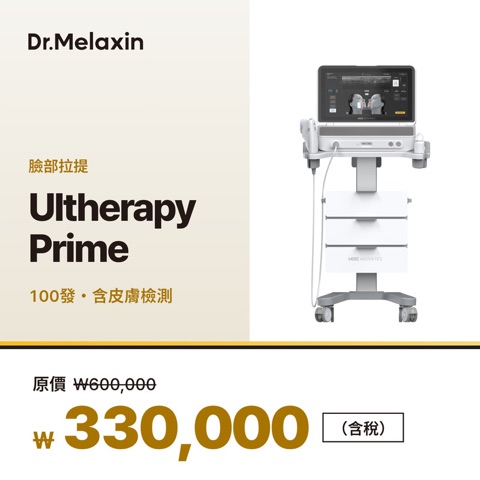 Dr.Melaxin
臉部拉提
Ultherapy
Prime
100發・含皮膚檢測
原價 ₩600,000
₩ 330,000 （含稅）